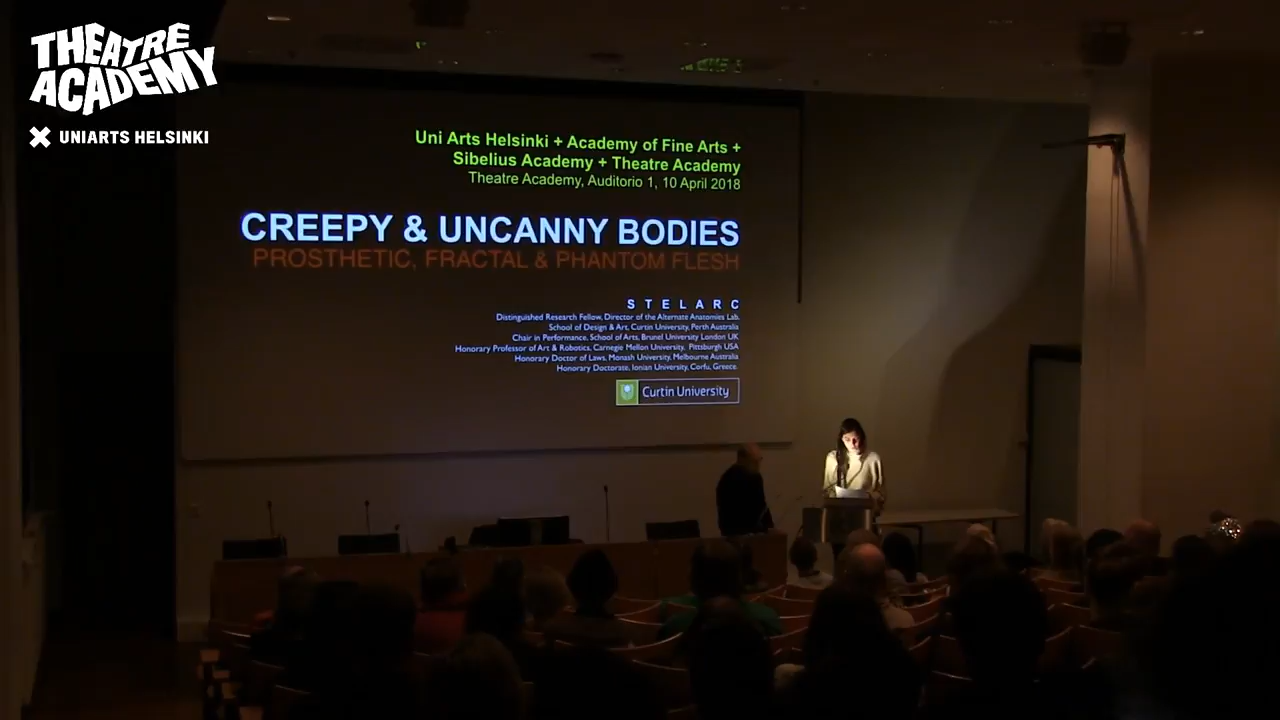 THEATRE
ACADEMY
UNIARTS HELSINKI
Uni Arts Helsinki + Academy of Fine Arts +
Sibelius Academy + Theatre Academy
Theatre Academy, Auditorio 1, 10 April 2018
CREEPY & UNCANNY BODIES
PROSTHETIC, FRACTAL & PHANTOM FLESH
STELARC
Distinguished Research Fellow, Director of the Alternate Anatomies Lab.
School of Design & Art, Curtin University, Perth Australia
Chair in Performance, School of Arts, Brunel University London UK
Honorary Professor of Art & Robotics, Carnegie Mellon University, Pittsburgh USA
Honorary Doctor of Laws, Monash University, Melbourne Australia
Honorary Doctorate, Ionian University, Corfu, Greece.
Curtin University